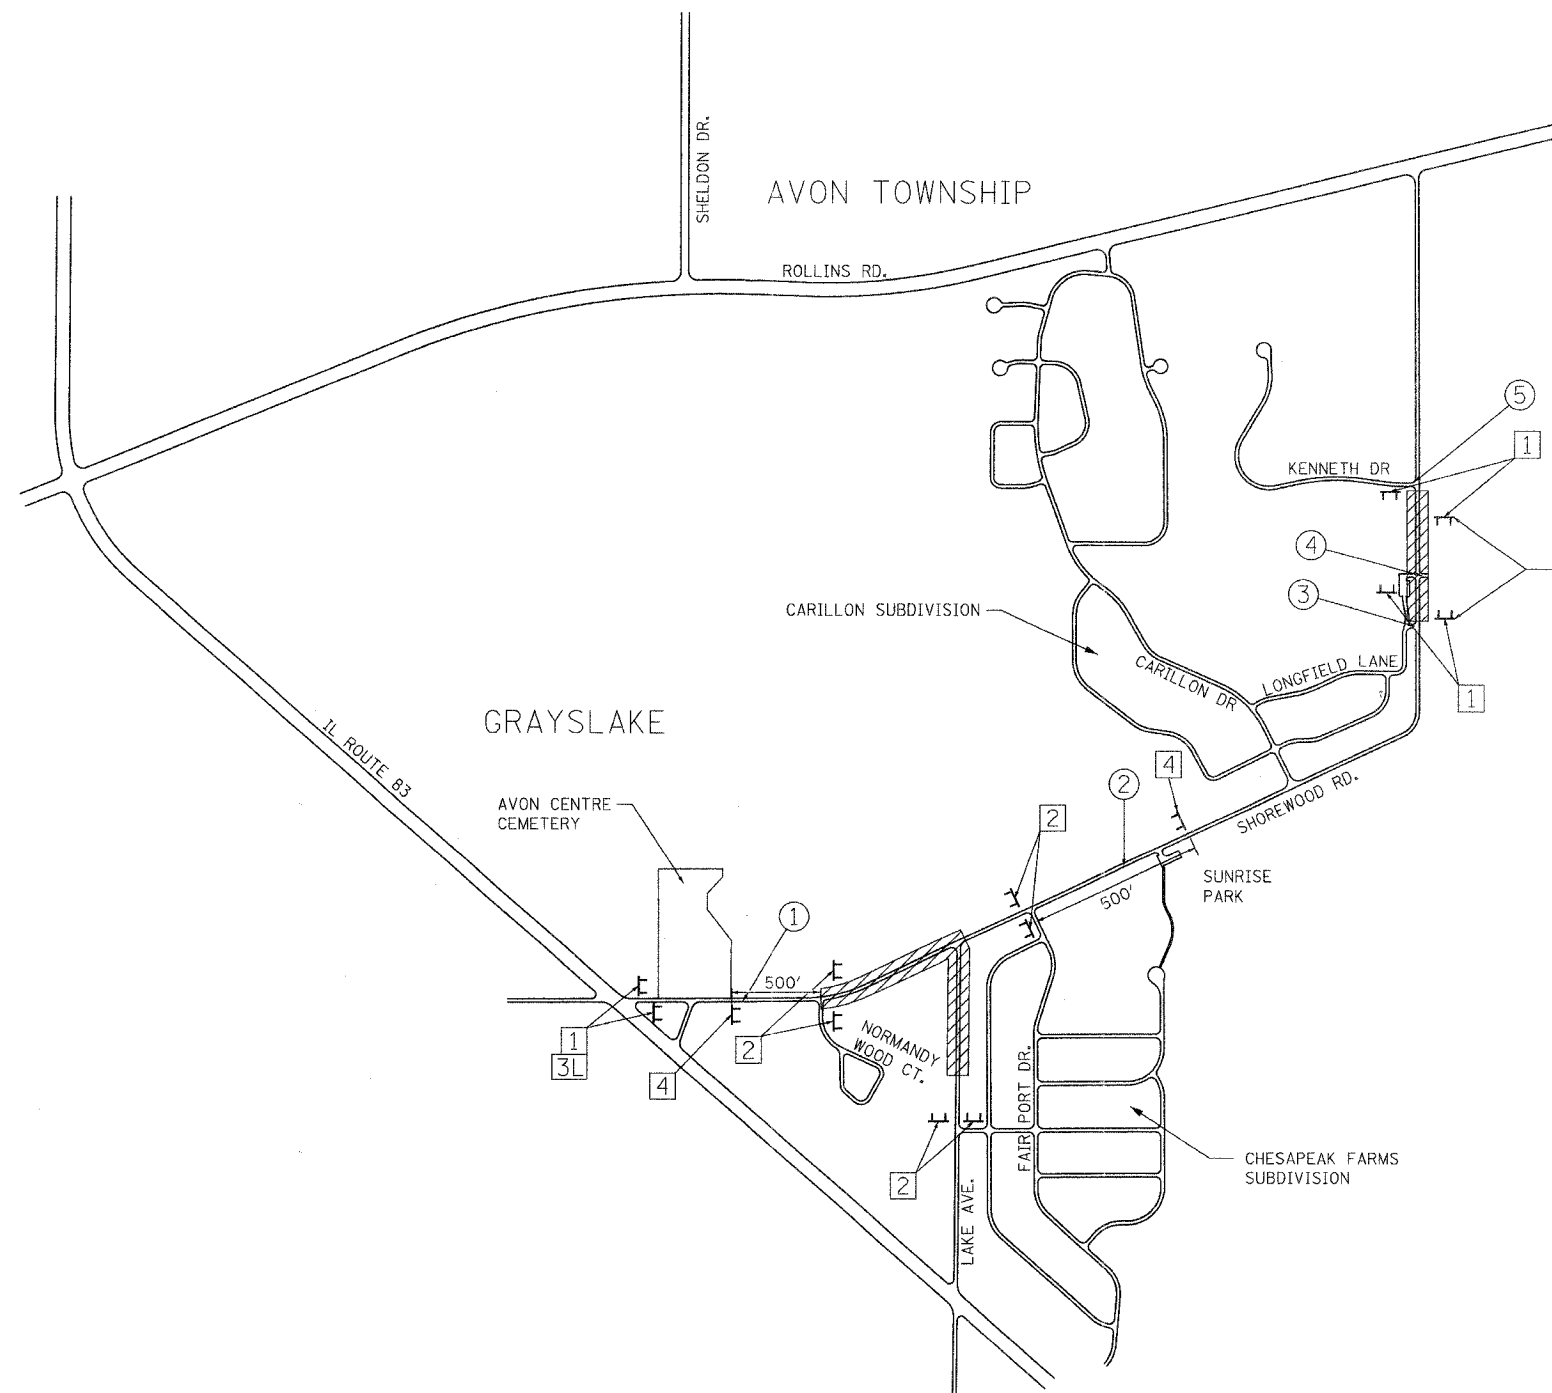 SHELDON DR.
AVON TOWNSHIP
ROLLINS RD.
5
1
KENNETH DR
4
3
CARILLON SUBDIVISION
CARILLON DR
LONGFIELD LANE
1
GRAYSLAKE
IL ROUTE 83
4
2
SHOREWOOD RD.
AVON CENTRE
CEMETERY
2
SUNRISE
PARK
500'
1
500'
NORMANDY
WOOD CT.
1
3L
2
4
FAIR PORT DR.
CHESAPEAK FARMS
SUBDIVISION
2
LAKE AVE.